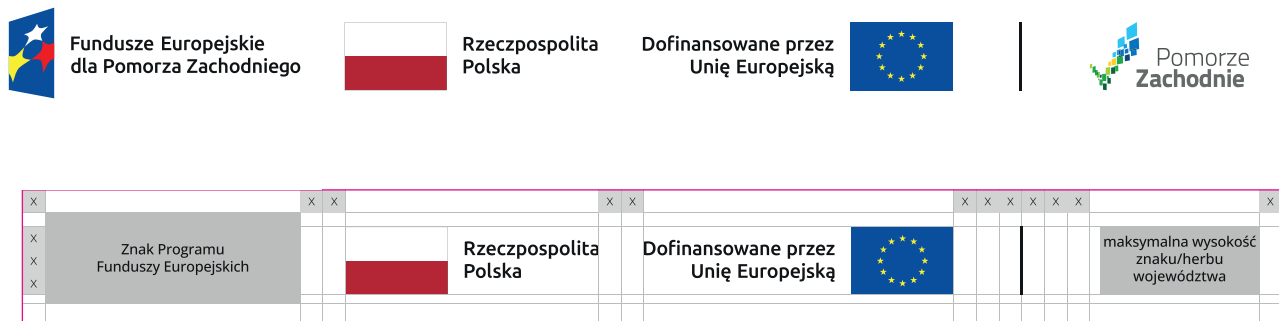 Fundusze Europejskie
dla Pomorza Zachodniego
Rzeczpospolita
Polska
Dofinansowane przez
Unię Europejską
Pomorze
Zachodnie
X
X X
X X
X X X X X X
X
X
X
X
Znak Programu
Funduszy Europejskich
Rzeczpospolita
Polska
Dofinansowane przez
Unię Europejską
maksymalna wysokość
znaku/herbu
województwa